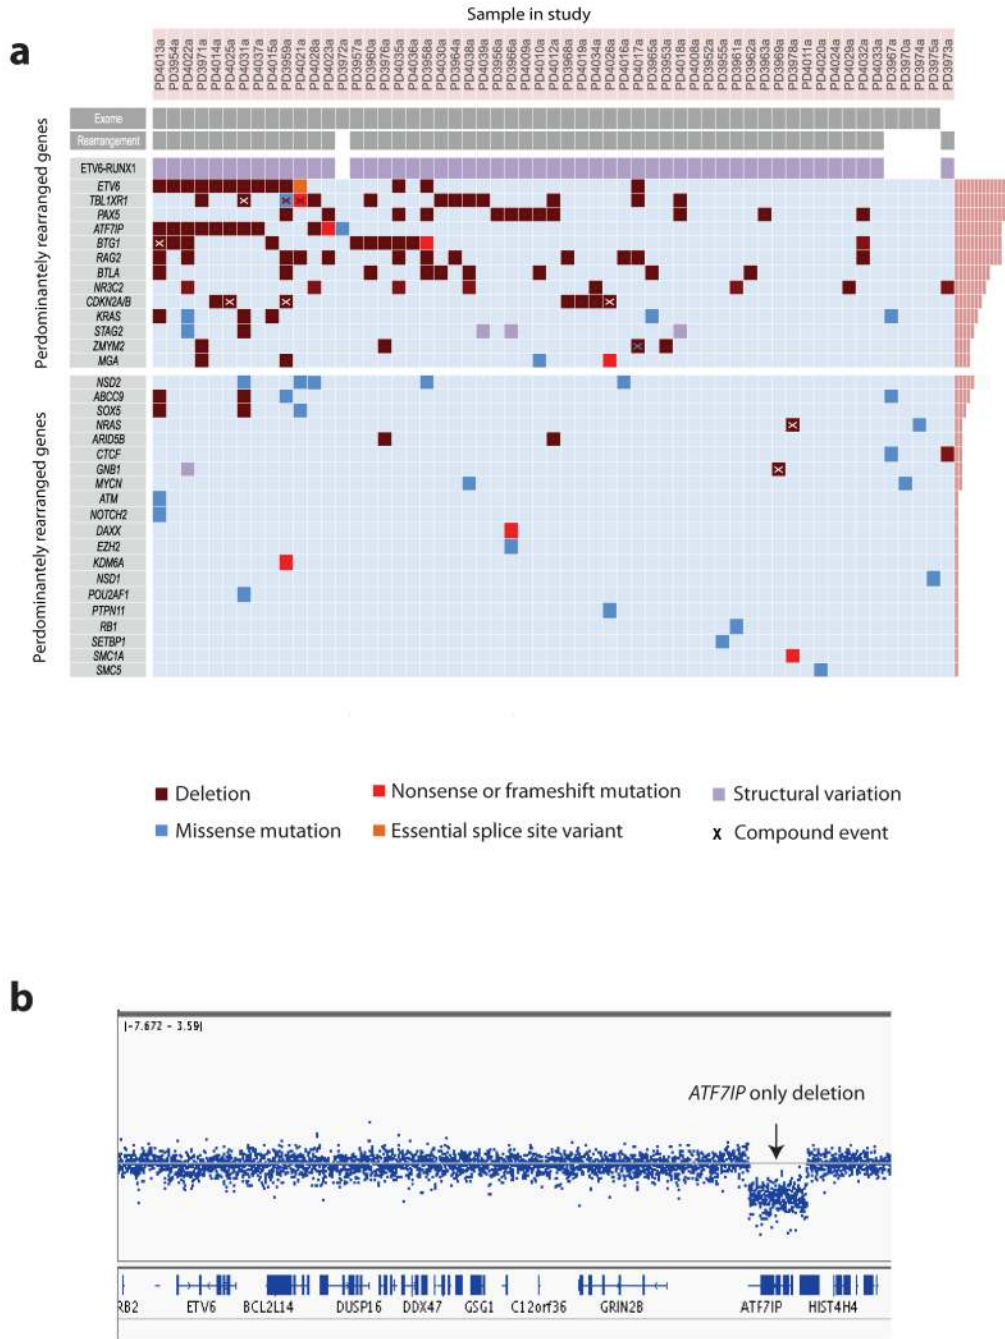 Sample in study
a
PD4013a
PD3954a
PD4022a
PD3971a
PD4014a
PD4025a
PD4031a
PD4037a
PD4015a
PD3959a
PD4021a
PD4028a
PD4023a
PD3972a
PD3957a
PD3960a
PD3976a
PD4035a
PD3958a
PD4030a
PD3964a
PD4038a
PD4039a
PD3956a
PD3966a
PD4009a
PD4010a
PD4012a
PD3968a
PD4019a
PD4034a
PD4026a
PD4016a
PD4017a
PD3965a
PD3953a
PD4018a
PD4008a
PD3952a
PD3955a
PD3961a
PD3962a
PD3963a
PD3969a
PD3978a
PD4011a
PD4020a
PD4024a
PD4029a
PD4032a
PD4033a
PD3967a
PD3970a
PD3974a
PD3975a
PD3973a
Perdominantely rearranged genes
Exome
Rearrangement
ETV6-RUNX1
ETV6
TBL1XR1
PAX5
ATF7IP
BTG1
RAG2
BTLA
NR3C2
CDKN2A/B
KRAS
STAG2
ZMYM2
MGA
Perdominantely rearranged genes
NSD2
ABCC9
SOX5
NRAS
ARID5B
CTCF
GNB1
MYCN
ATM
NOTCH2
DAXX
EZH2
KDM6A
NSD1
POU2AF1
PTPN11
RB1
SETBP1
SMC1A
SMC5
Deletion
Nonsense or frameshift mutation
Structural variation
Missense mutation
Essential splice site variant
x Compound event
b
|-7.672 - 3.59|
ATF7IP only deletion
RB2 ETV6 BCL2L14 DUSP16 DDX47 GSG1 C12orf36 GRIN2B ATF7IP HIST4H4